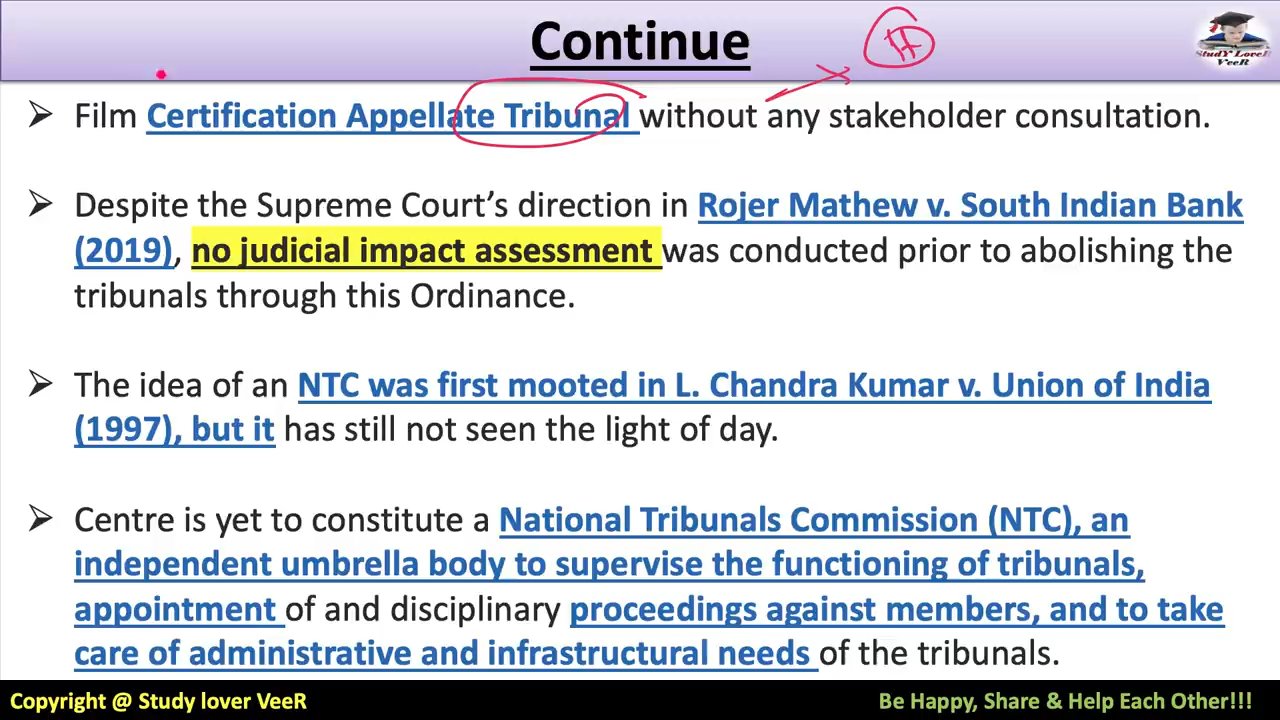 Continue
StudY LoveR
VeeR
➢ Film Certification Appellate Tribunal without any stakeholder consultation.
➢ Despite the Supreme Court’s direction in Rojer Mathew v. South Indian Bank
(2019), no judicial impact assessment was conducted prior to abolishing the
tribunals through this Ordinance.
➢ The idea of an NTC was first mooted in L. Chandra Kumar v. Union of India
(1997), but it has still not seen the light of day.
➢ Centre is yet to constitute a National Tribunals Commission (NTC), an
independent umbrella body to supervise the functioning of tribunals,
appointment of and disciplinary proceedings against members, and to take
care of administrative and infrastructural needs of the tribunals.
Copyright @ Study lover VeeR
Be Happy, Share & Help Each Other!!!